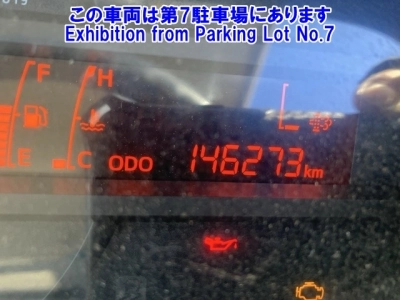 この車両は第7駐車場にあります
Exhibition from Parking Lot No.7
F H
E C ODO 146273 km